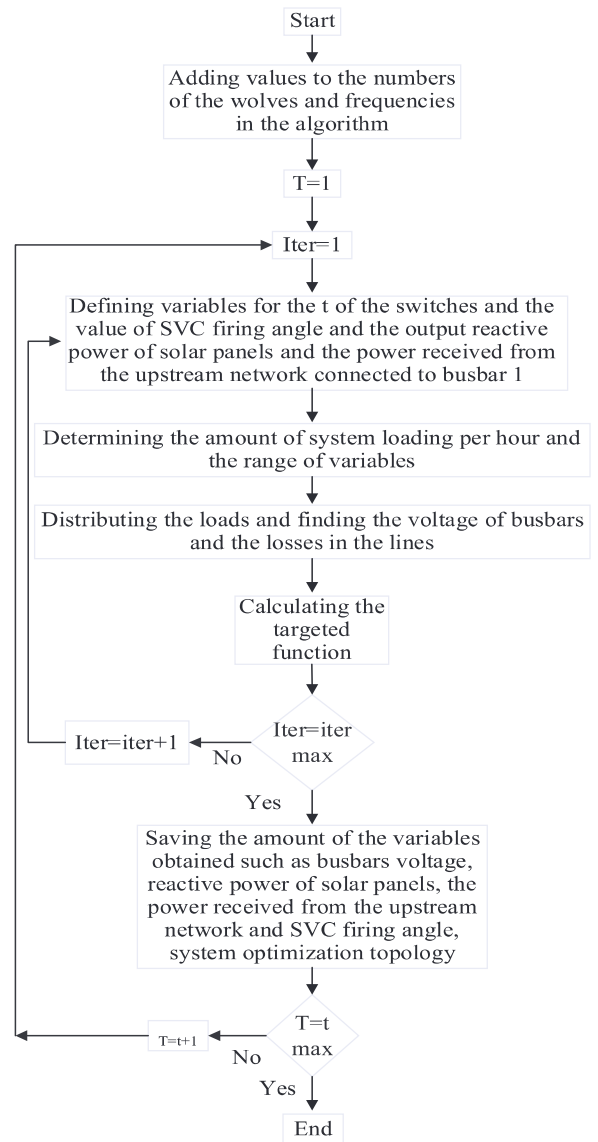 Start
Adding values to the numbers
of the wolves and frequencies
in the algorithm
T=1
Iter=1
Defining variables for the t of the switches and the
value of SVC firing angle and the output reactive
power of solar panels and the power received from
the upstream network connected to busbar 1
Determining the amount of system loading per hour and
the range of variables
Distributing the loads and finding the voltage of busbars
and the losses in the lines
Calculating the
targeted
function
Iter=iter
max
Iter=iter+1
No
Yes
Saving the amount of the variables
obtained such as busbars voltage,
reactive power of solar panels, the
power received from the upstream
network and SVC firing angle,
system optimization topology
T=t
max
T=t+1
No
Yes
End